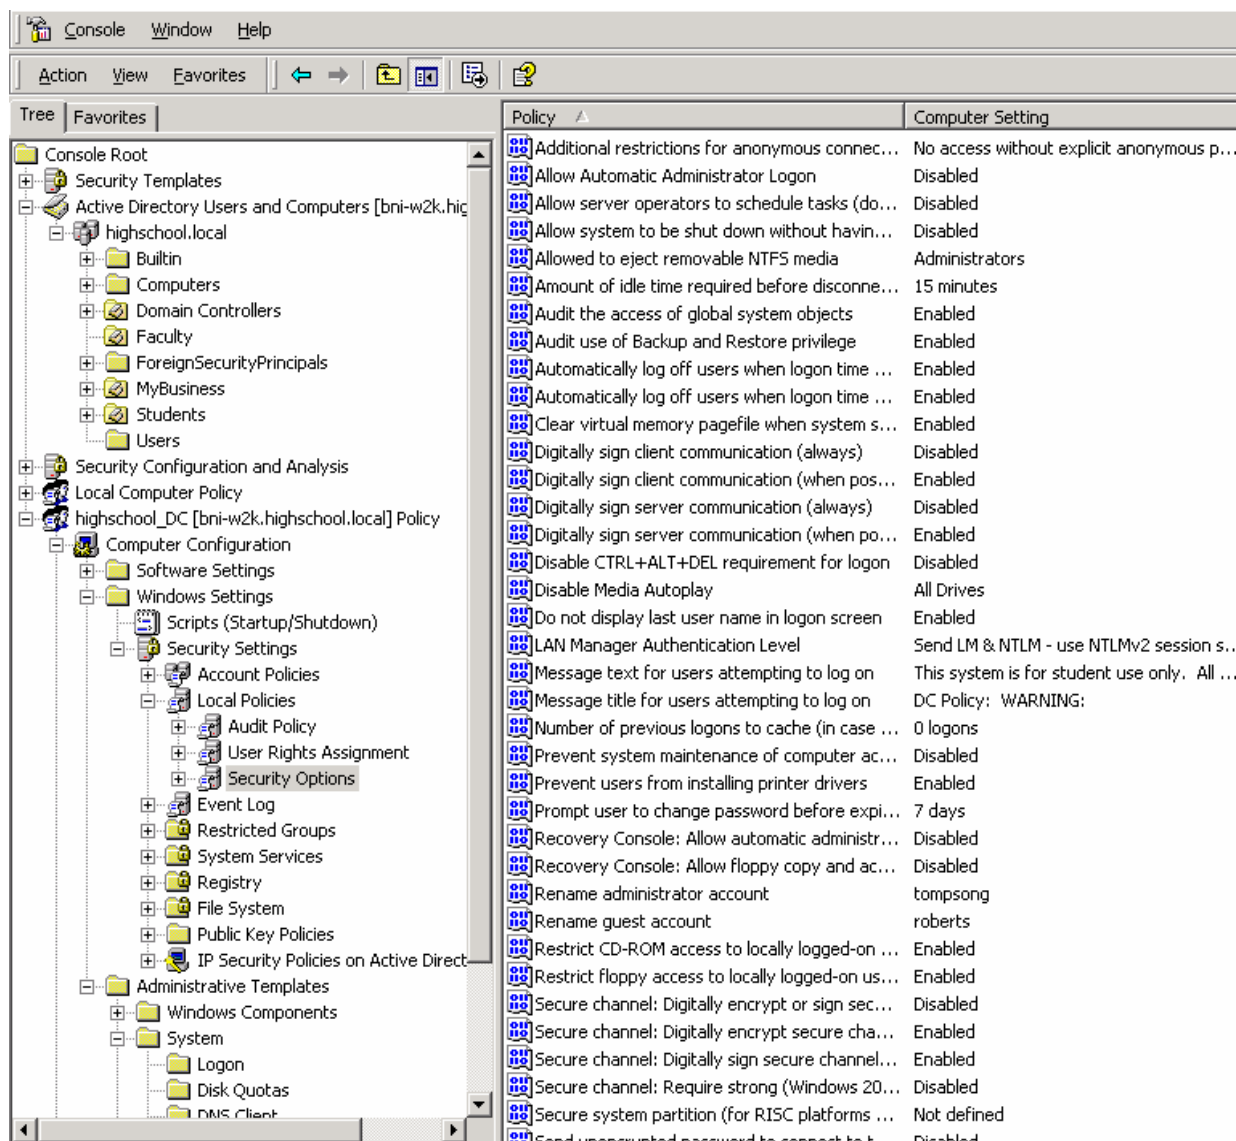 Console Window Help
Action View Favorites
Tree Favorites
Console Root
Security Templates
Active Directory Users and Computers [bni-w2k.hig
highschool.local
Builtin
Computers
Domain Controllers
Faculty
ForeignSecurityPrincipals
MyBusiness
Students
Users
Security Configuration and Analysis
Local Computer Policy
highschool_DC [bni-w2k.highschool.local] Policy
Computer Configuration
Software Settings
Windows Settings
Scripts (Startup/Shutdown)
Security Settings
Account Policies
Local Policies
Audit Policy
User Rights Assignment
Security Options
Event Log
Restricted Groups
System Services
Registry
File System
Public Key Policies
IP Security Policies on Active Direct
Administrative Templates
Windows Components
System
Logon
Disk Quotas
DNS Client
Policy Computer Setting
Additional restrictions for anonymous connec... No access without explicit anonymous p...
Allow Automatic Administrator Logon Disabled
Allow server operators to schedule tasks (do... Disabled
Allow system to be shut down without havin... Disabled
Allowed to eject removable NTFS media Administrators
Amount of idle time required before disconne... 15 minutes
Audit the access of global system objects Enabled
Audit use of Backup and Restore privilege Enabled
Automatically log off users when logon time ... Enabled
Automatically log off users when logon time ... Enabled
Clear virtual memory pagefile when system s... Enabled
Digitally sign client communication (always) Disabled
Digitally sign client communication (when pos... Enabled
Digitally sign server communication (always) Disabled
Digitally sign server communication (when po... Enabled
Disable CTRL+ALT+DEL requirement for logon Disabled
Disable Media Autoplay All Drives
Do not display last user name in logon screen Enabled
LAN Manager Authentication Level Send LM & NTLM - use NTLMv2 session s...
Message text for users attempting to log on This system is for student use only. All ...
Message title for users attempting to log on DC Policy: WARNING:
Number of previous logons to cache (in case ... 0 logons
Prevent system maintenance of computer ac... Disabled
Prevent users from installing printer drivers Enabled
Prompt user to change password before expi... 7 days
Recovery Console: Allow automatic administr... Disabled
Recovery Console: Allow floppy copy and ac... Disabled
Rename administrator account tompsong
Rename guest account roberts
Restrict CD-ROM access to locally logged-on ... Enabled
Restrict floppy access to locally logged-on us... Enabled
Secure channel: Digitally encrypt or sign sec... Disabled
Secure channel: Digitally encrypt secure cha... Enabled
Secure channel: Digitally sign secure channel... Enabled
Secure channel: Require strong (Windows 20... Disabled
Secure system partition (for RISC platforms ... Not defined
Send unencrypted password to connect to t... Disabled